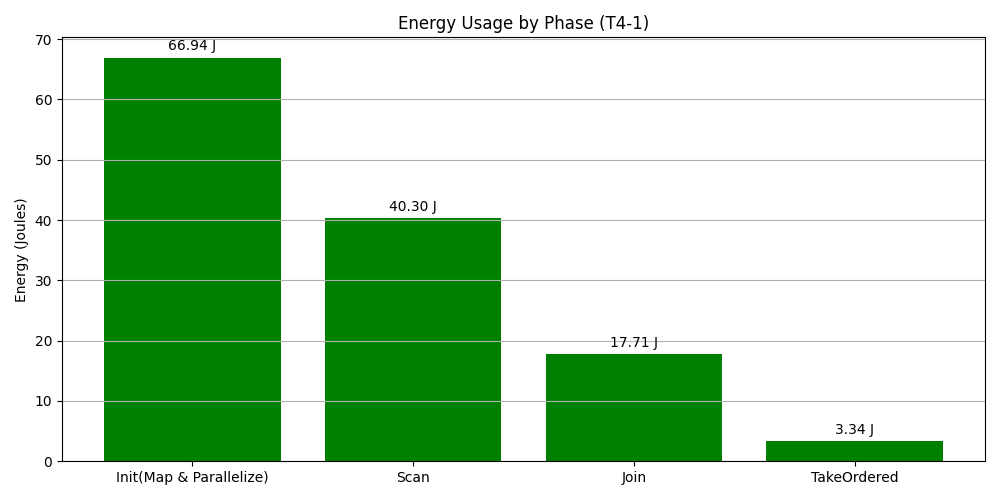 Energy Usage by Phase (T4-1)
Energy (Joules)
70
60
50
40
30
20
10
0
66.94 J
40.30 J
17.71 J
3.34 J
Init(Map & Parallelize)
Scan
Join
TakeOrdered